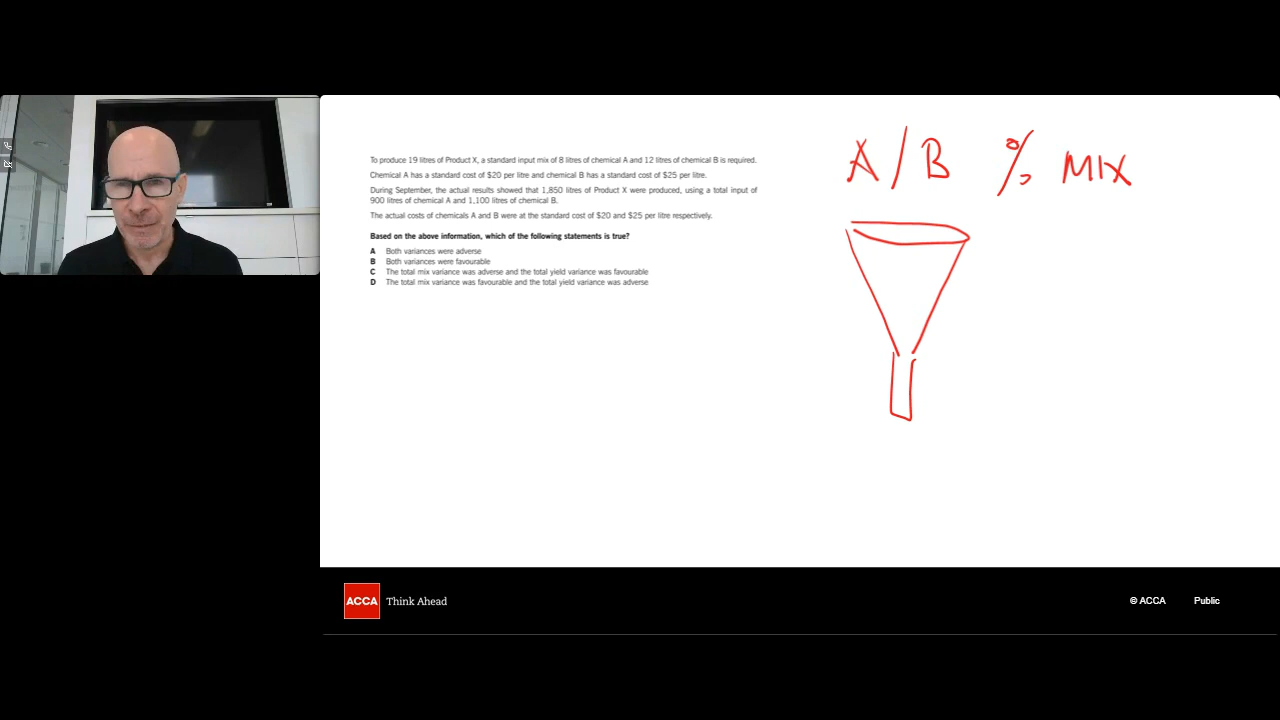 To produce 19 litres of Product X, a standard input mix of 8 litres of chemical A and 12 litres of chemical B is required.
Chemical A has a standard cost of $20 per litre and chemical B has a standard cost of $25 per litre.
During September, the actual results showed that 1,850 litres of Product X were produced, using a total input of
900 litres of chemical A and 1,100 litres of chemical B.
The actual costs of chemicals A and B were at the standard cost of $20 and $25 per litre respectively.
Based on the above information, which of the following statements is true?
A Both variances were adverse
B Both variances were favourable
C The total mix variance was adverse and the total yield variance was favourable
D The total mix variance was favourable and the total yield variance was adverse
A/B % MIX
ACCA Think Ahead
© ACCA Public